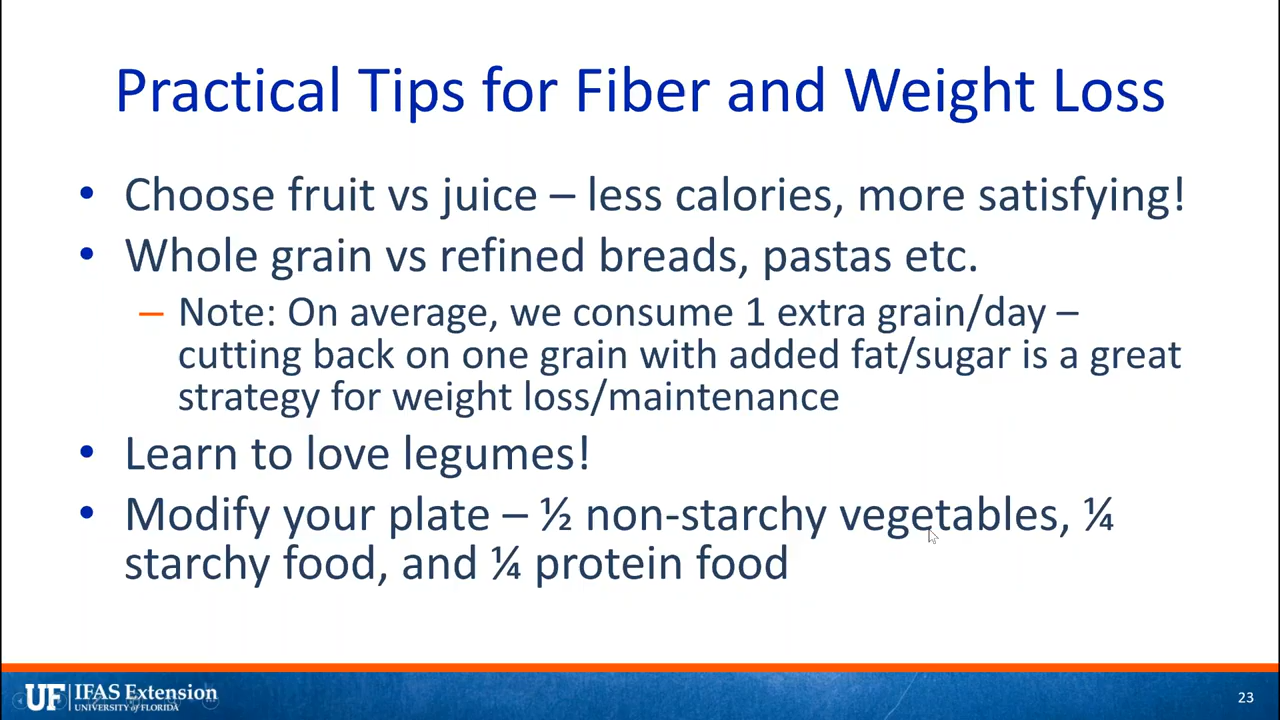 Practical Tips for Fiber and Weight Loss
• Choose fruit vs juice – less calories, more satisfying!
• Whole grain vs refined breads, pastas etc.
– Note: On average, we consume 1 extra grain/day –
cutting back on one grain with added fat/sugar is a great
strategy for weight loss/maintenance
• Learn to love legumes!
• Modify your plate – ½ non-starchy vegetables, ¼
starchy food, and ¼ protein food
UF | IFAS Extension
UNIVERSITY of FLORIDA
23